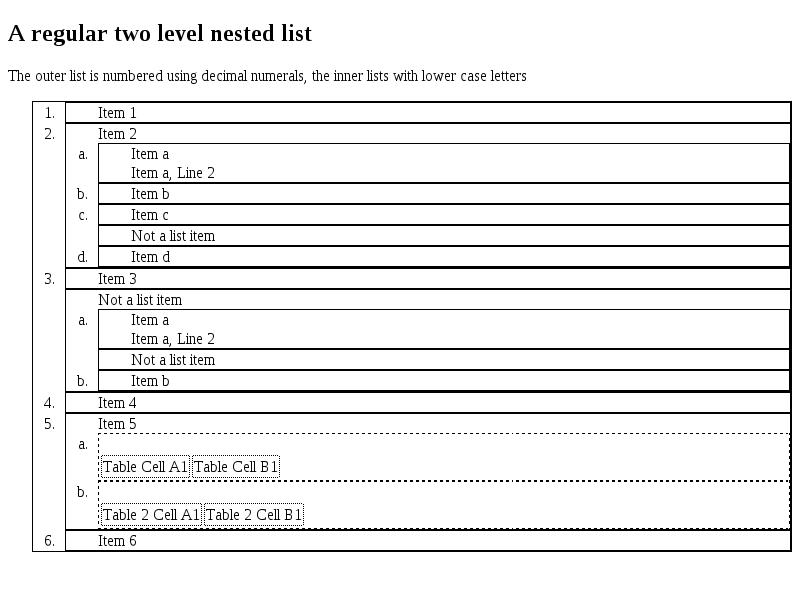 A regular two level nested list
The outer list is numbered using decimal numerals, the inner lists with lower case letters
1. Item 1
2. Item 2
a. Item a
Item a, Line 2
b. Item b
c. Item c
Not a list item
d. Item d
3. Item 3
Not a list item
a. Item a
Item a, Line 2
Not a list item
b. Item b
4. Item 4
5. Item 5
a.
Table Cell A1 Table Cell B1
b.
Table 2 Cell A1 Table 2 Cell B1
6. Item 6